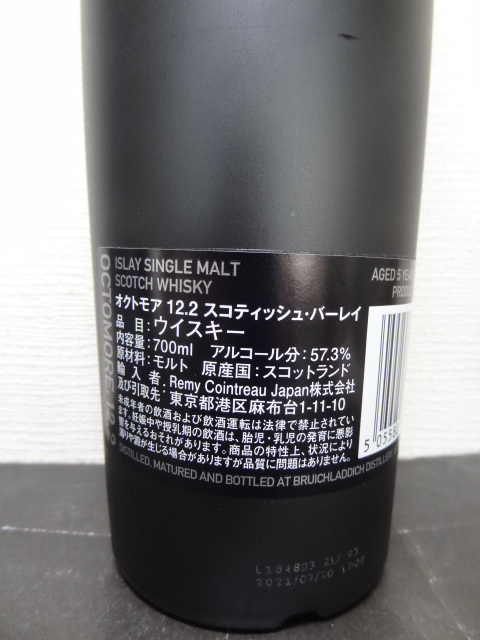 ISLAY SINGLE MALT
SCOTCH WHISKY
AGED 5 YEA
OCTOMORE: 12.2
オクトモア 12.2 スコティッシュ・バーレイ
品 目：ウイスキー
内容量：700ml アルコール分：57.3%
原材料：モルト 原産国：スコットランド
輸 入 者：Remy Cointreau Japan株式会社
及び引取先：東京都港区麻布台1-11-10
未成年者の飲酒および飲酒運転は法律で禁止されてい
ます。妊娠中や授乳期の飲酒は、胎児・乳児の発育に悪影
響を与えるおそれがあります。商品の特性上、状況により
澱や濁が生じる場合がありますが品質に問題はありません。
DISTILLED, MATURED AND BOTTLED AT BRUICHLADDICH DISTILLERY
2021/07/20